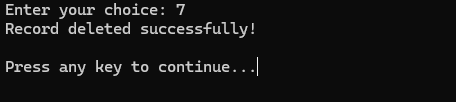 Enter your choice: 7
Record deleted successfully!
Press any key to continue...